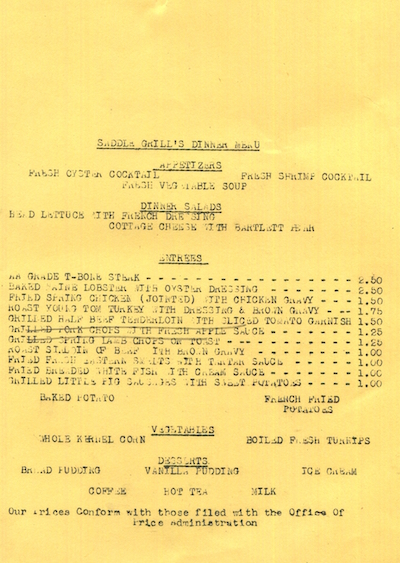 SADDLE GRILL'S DINNER MENU
APPETIZERS
FRESH OYSTER COCKTAIL FRESH SHRIMP COCKTAIL
FRESH VEGETABLE SOUP
DINNER SALADS
HEAD LETTUCE WITH FRENCH DRESSING
COTTAGE CHEESE WITH BARTLETT PEAR
ENTREES
AA GRADE T-BONE STEAK - - - - - - - - - - - - - - - - 2.50
BAKED MAINE LOBSTER WITH OYSTER DRESSING - - - - - - - 2.50
FRIED SPRING CHICKEN (JOINTED) WITH CHICKEN GRAVY - - 1.50
ROAST YOUNG TOM TURKEY WITH DRESSING & BROWN GRAVY - -- 1.75
GRILLED HALF BEEF TENDERLOIN WITH SLICED TOMATO GARNISH 1.50
GRILLED PORK CHOPS WITH FRESH APPLE SAUCE - - - - - - 1.25
GRILLED SPRING LAMB CHOPS ON TOAST - --- - - - - - - - 1.25
ROAST SIRLOIN OF BEEF WITH BROWN GRAVY - - - - - - - - 1.00
FRIED FRESH EASTERN SWITH TARTAR SAUCE - - - - 1.00
FRIED BREADED WHITE FISH WITH CREAM SAUCE - - - - - - 1.00
GRILLED LITTLE PIG SAUSAGES WITH SWEET POTATOES - - - - 1.00
BAKED POTATO FRENCH FRIED
POTATOES
VEGETABLES
WHOLE KERNEL CORN BOILED FRESH TURNIPS
DESSERTS
BREAD PUDDING VANILLA PUDDING ICE CREAM
COFFEE HOT TEA MILK
Our Prices Conform with those filed with the Office Of
Price Administration